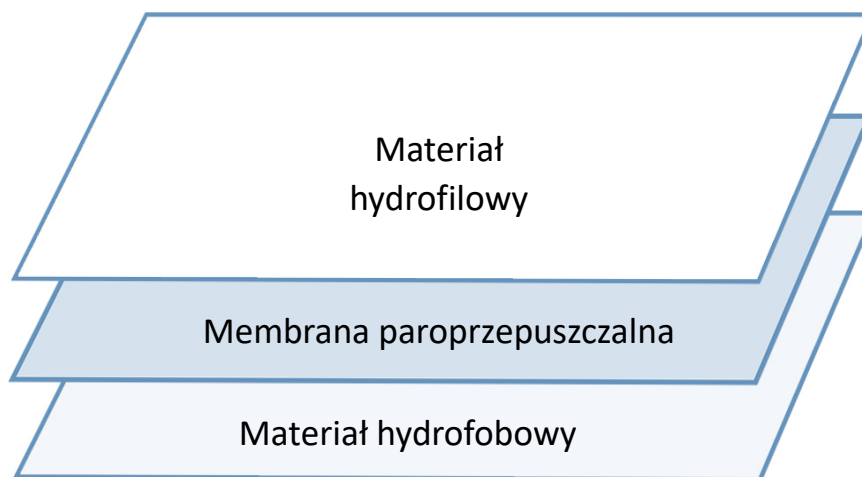 Materiał
hydrofilowy
Membrana paroprzepuszczalna
Materiał hydrofobowy